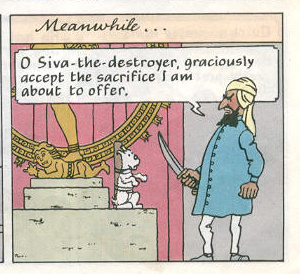 Meanwhile...
O Siva-the-destroyer, graciously
accept the sacrifice I am
about to offer.